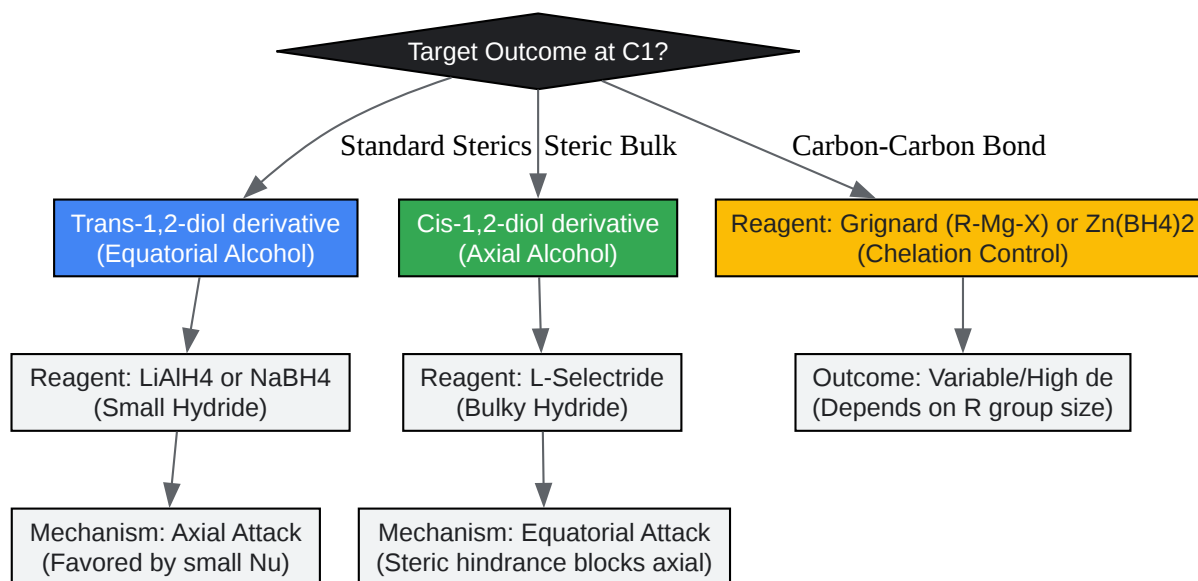 Target Outcome at C1?
Standard Sterics
Steric Bulk
Carbon-Carbon Bond
Trans-1,2-diol derivative
(Equatorial Alcohol)
Cis-1,2-diol derivative
(Axial Alcohol)
Reagent: Grignard (R-Mg-X) or Zn(BH4)2
(Chelation Control)
Reagent: LiAlH4 or NaBH4
(Small Hydride)
Reagent: L-Selectride
(Bulky Hydride)
Outcome: Variable/High de
(Depends on R group size)
Mechanism: Axial Attack
(Favored by small Nu)
Mechanism: Equatorial Attack
(Steric hindrance blocks axial)